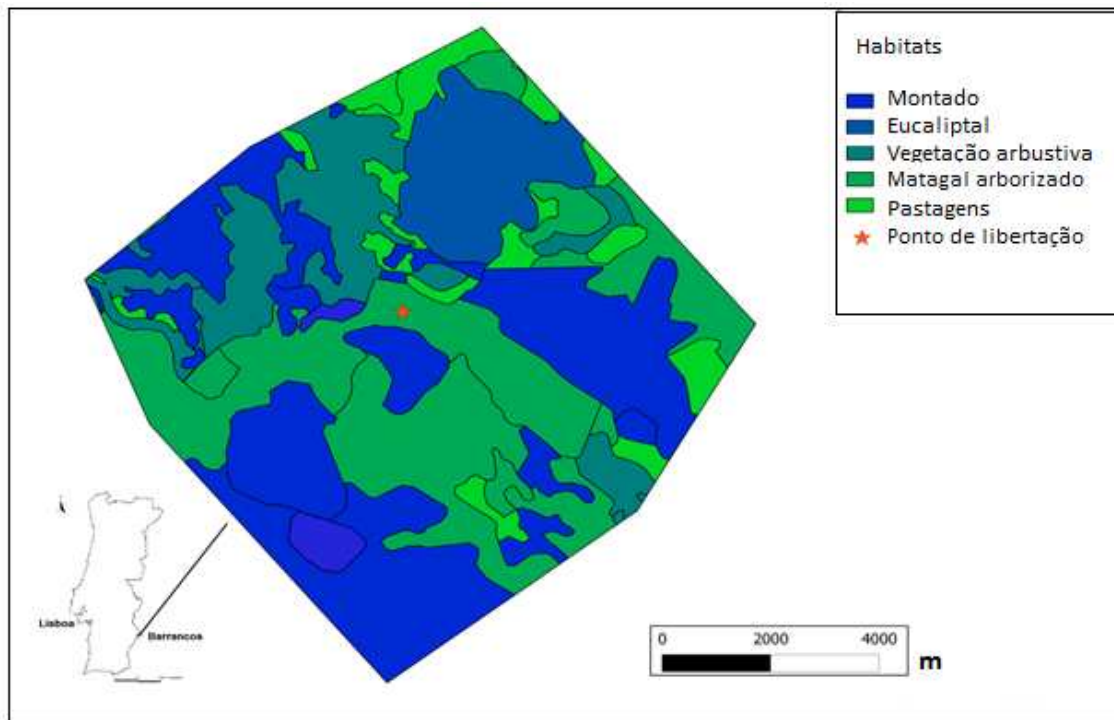 Habitats
Montado
Eucaliptal
Vegetação arbustiva
Matagal arborizado
Pastagens
Ponto de libertação
Lisboa
Barrancos
0 2000 4000
m